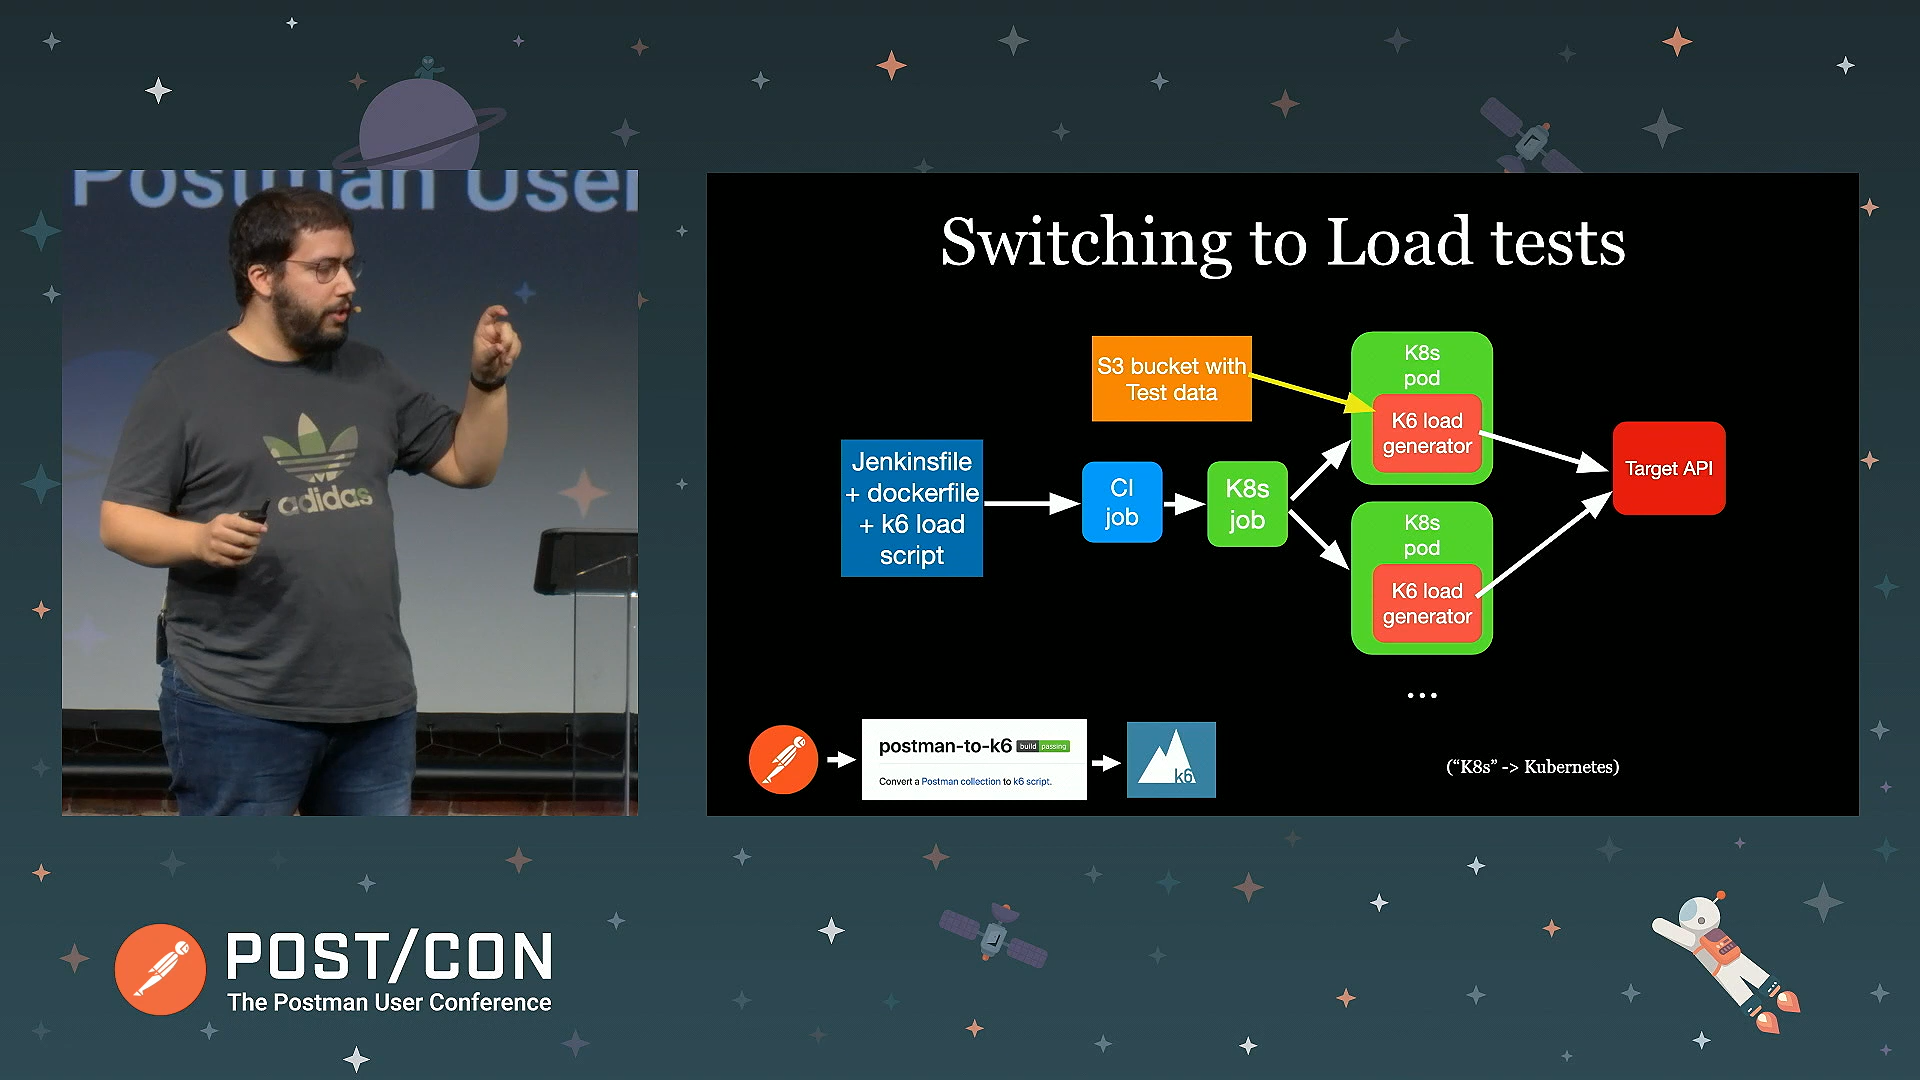 Postman User
adidas
Switching to Load tests
S3 bucket with
Test data
K8s
pod
K6 load
generator
Jenkinsfile
+ dockerfile
+ k6 load
script
CI
job
K8s
job
Target API
K8s
pod
K6 load
generator
...
postman-to-k6 build passing
Convert a Postman collection to k6 script.
k6
("K8s" -> Kubernetes)
POST/CON
The Postman User Conference